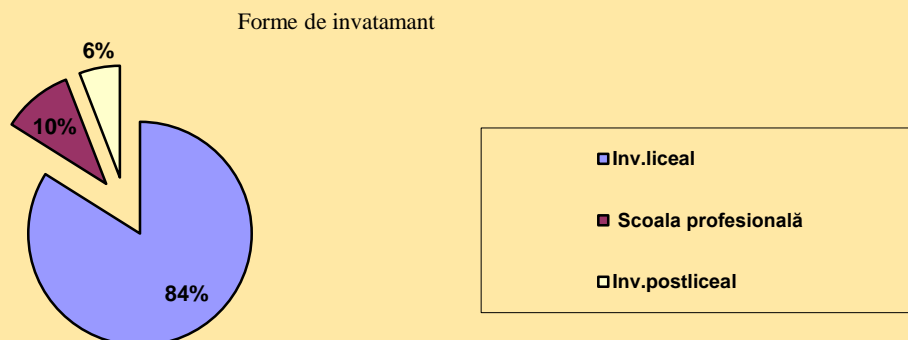 Forme de invatamant
6%
10%
84%
Inv.liceal
Scoala profesională
Inv.postliceal